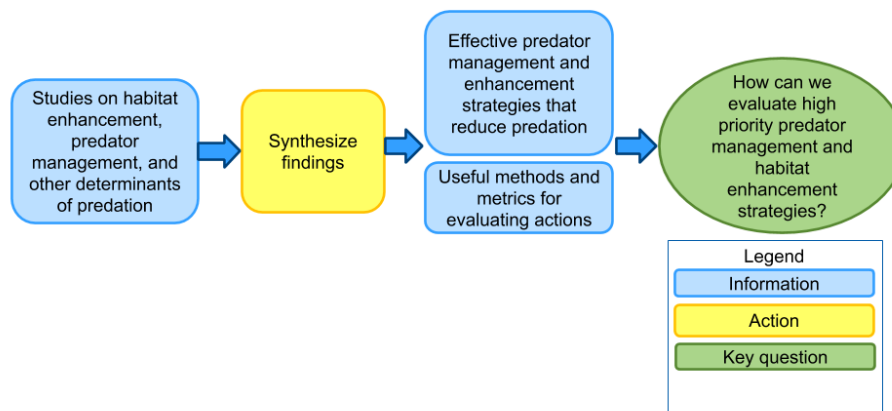 Studies on habitat
enhancement,
predator
management, and
other determinants
of predation
Synthesize
findings
Effective predator
management and
enhancement
strategies that
reduce predation
Useful methods and
metrics for
evaluating actions
How can we
evaluate high
priority predator
management and
habitat
enhancement
strategies?
Legend
Information
Action
Key question